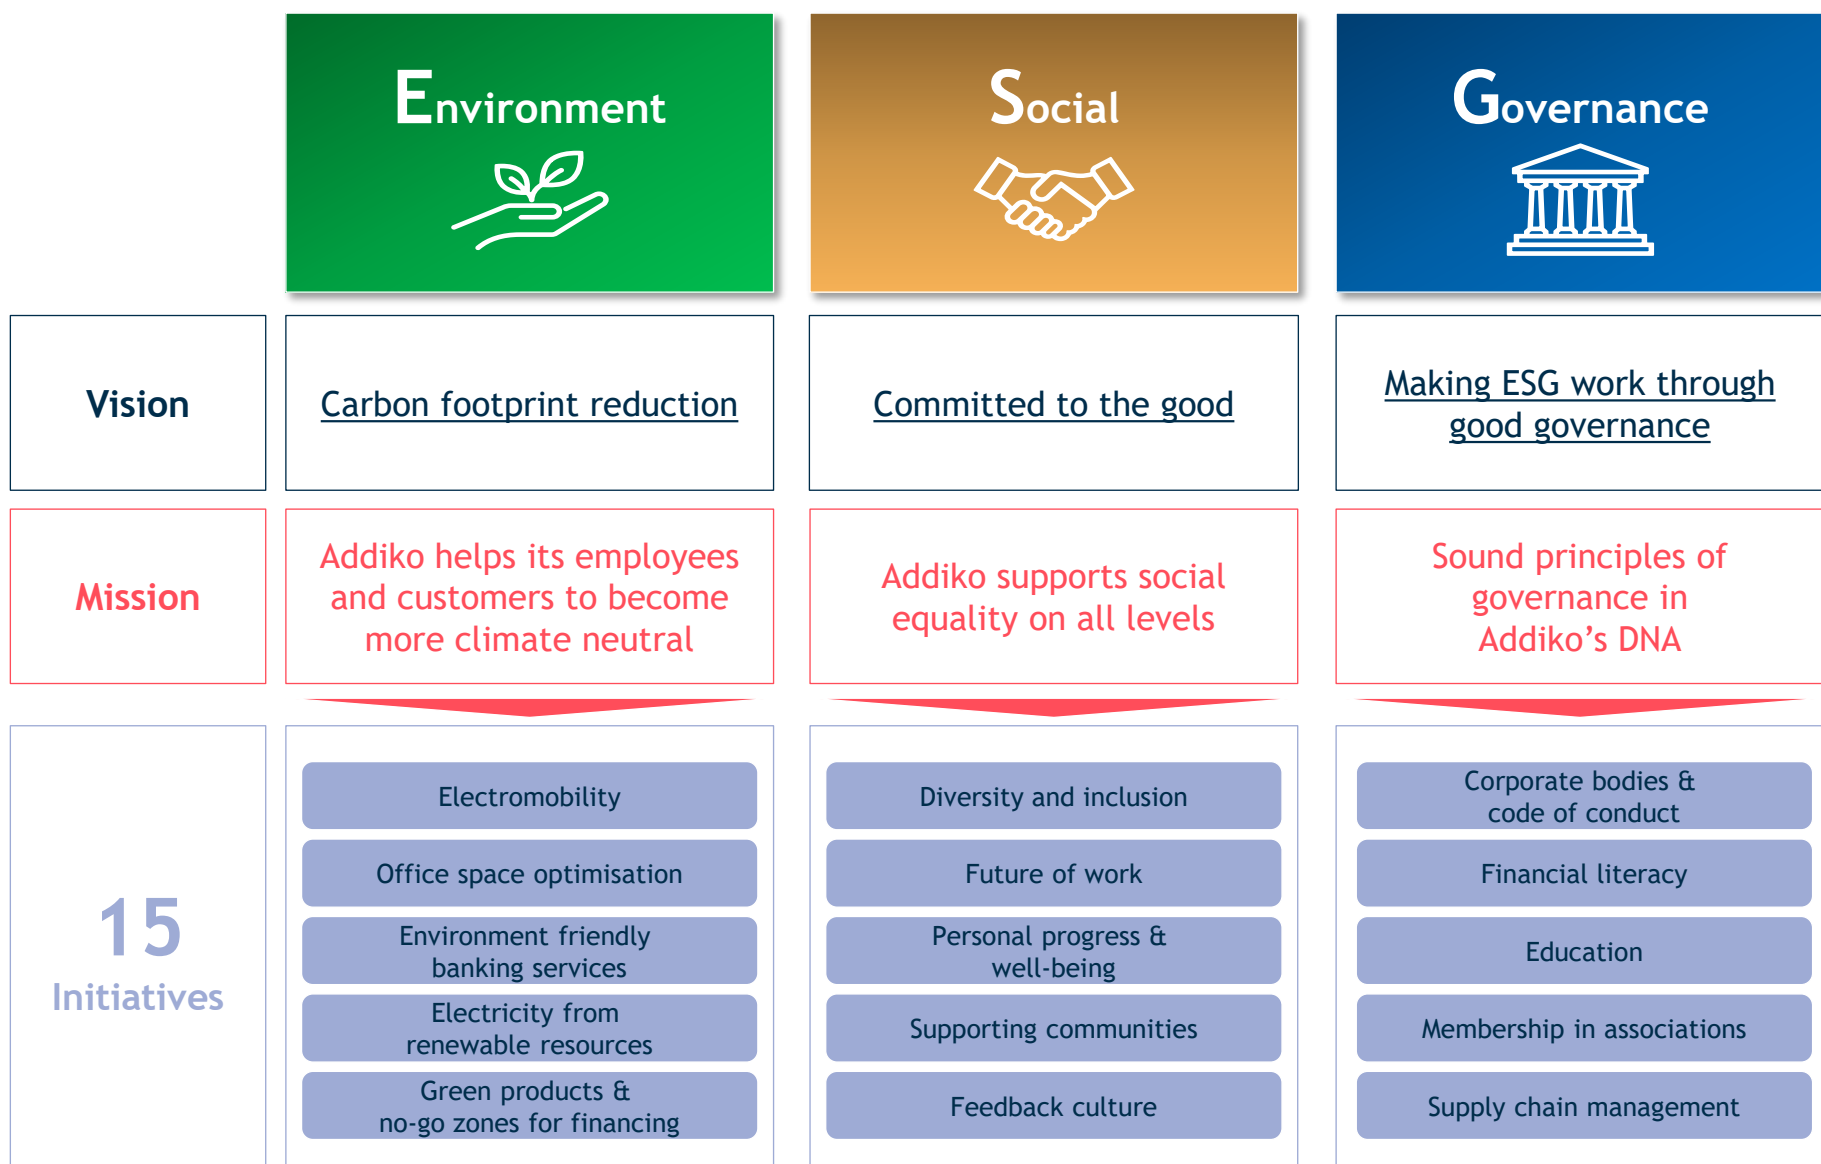 Environment
Social
Governance
Vision
Carbon footprint reduction
Committed to the good
Making ESG work through
good governance
Mission
Addiko helps its employees
and customers to become
more climate neutral
Addiko supports social
equality on all levels
Sound principles of
governance in
Addiko’s DNA
15
Initiatives
Electromobility
Office space optimisation
Environment friendly
banking services
Electricity from
renewable resources
Green products &
no-go zones for financing
Diversity and inclusion
Future of work
Personal progress &
well-being
Supporting communities
Feedback culture
Corporate bodies &
code of conduct
Financial literacy
Education
Membership in associations
Supply chain management